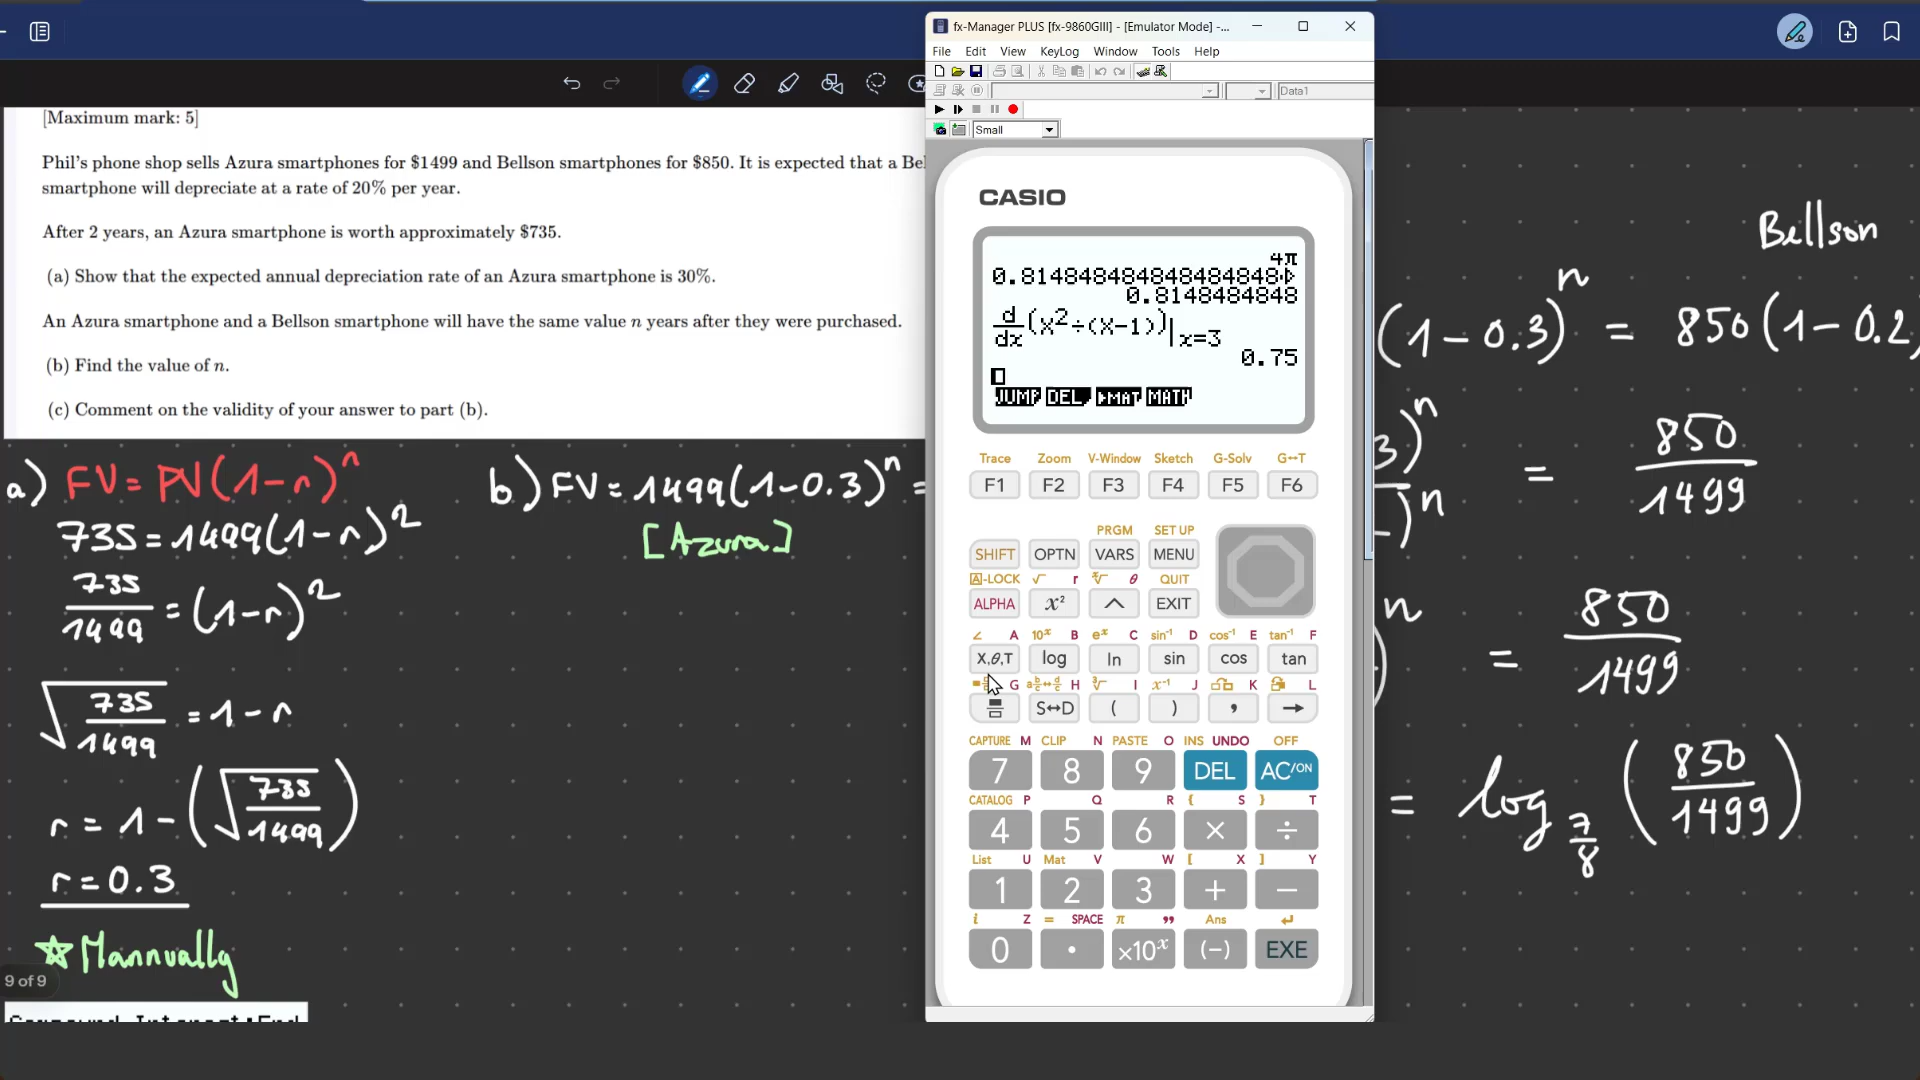 fx-Manager PLUS [fx-9860GIII] - [Emulator Mode] -...
File Edit View KeyLog Window Tools Help
Data1
Small
[Maximum mark: 5]
Phil's phone shop sells Azura smartphones for $1499 and Bellson smartphones for $850. It is expected that a Bel
smartphone will depreciate at a rate of 20% per year.
After 2 years, an Azura smartphone is worth approximately $735.
(a) Show that the expected annual depreciation rate of an Azura smartphone is 30%.
An Azura smartphone and a Bellson smartphone will have the same value n years after they were purchased.
(b) Find the value of n.
(c) Comment on the validity of your answer to part (b).
a) FV = PV(1-r)^n
735 = 1499(1-r)^2
735/1499 = (1-r)^2
√(735/1499) = 1-r
r = 1-(√(735/1499))
r = 0.3
☆ Mannually
9 of 9
Compound Interest:End
b) FV = 1499(1-0.3)^n =
[Azura]
CASIO
4π
0.814848484848484848
0.8148484848
d/dx(X²÷(X-1))|x=3
0.75
JUMP DEL ▶MAT MATH
Trace Zoom V-Window Sketch G-Solv G↔T
F1 F2 F3 F4 F5 F6
PRGM SET UP
SHIFT OPTN VARS MENU
A-LOCK √ r ˣ√ θ QUIT
ALPHA x² ^ EXIT
∠ A 10ˣ B eˣ C sin⁻¹ D cos⁻¹ E tan⁻¹ F
X,θ,T log ln sin cos tan
G a b/c↔d/c H ³√ I x⁻¹ J K L
S↔D ( ) , →
CAPTURE M CLIP N PASTE O INS UNDO OFF
7 8 9 DEL AC/ON
CATALOG P Q R { S } T
4 5 6 × ÷
List U Mat V W [ X ] Y
1 2 3 + −
i Z = SPACE π " Ans ↵
0 . ×10ˣ (−) EXE
Bellson
(1-0.3)^n = 850(1-0.2)
3)^n
)^n = 850/1499
)^n = 850/1499
= log_7/8 (850/1499)